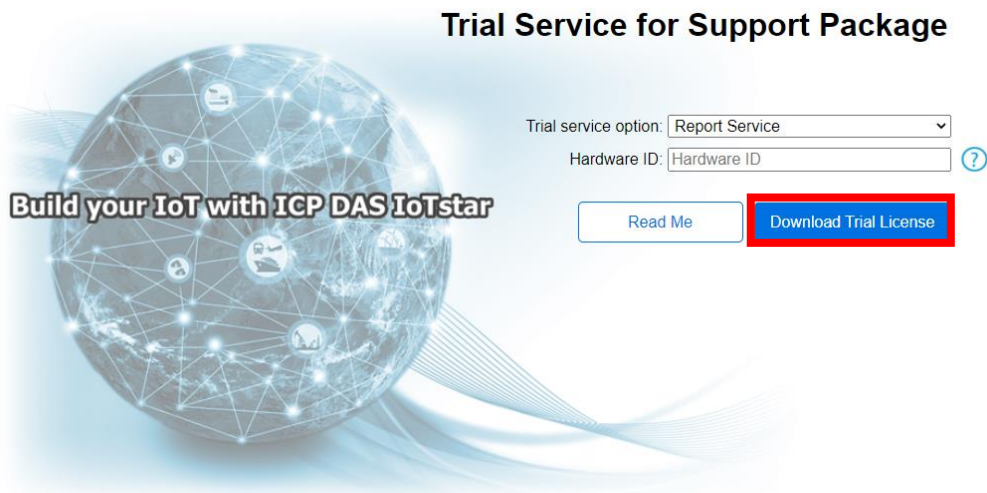 Trial Service for Support Package
Trial service option: Report Service
Hardware ID: Hardware ID ?
Build your IoT with ICP DAS IoTstar
Read Me Download Trial License